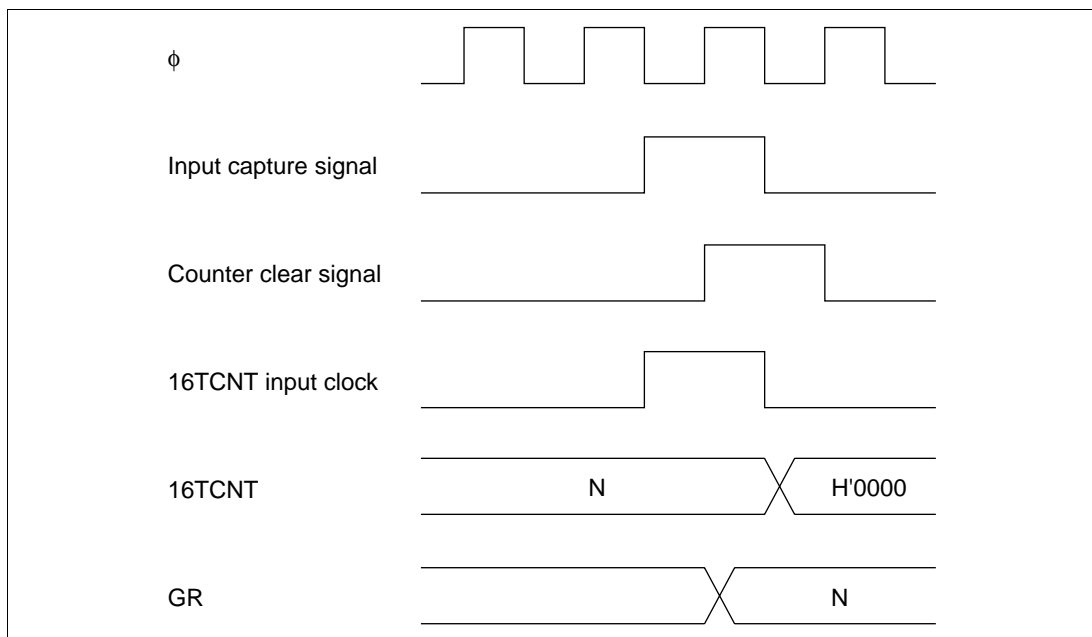 ϕ
Input capture signal
Counter clear signal
16TCNT input clock
16TCNT N H'0000
GR N